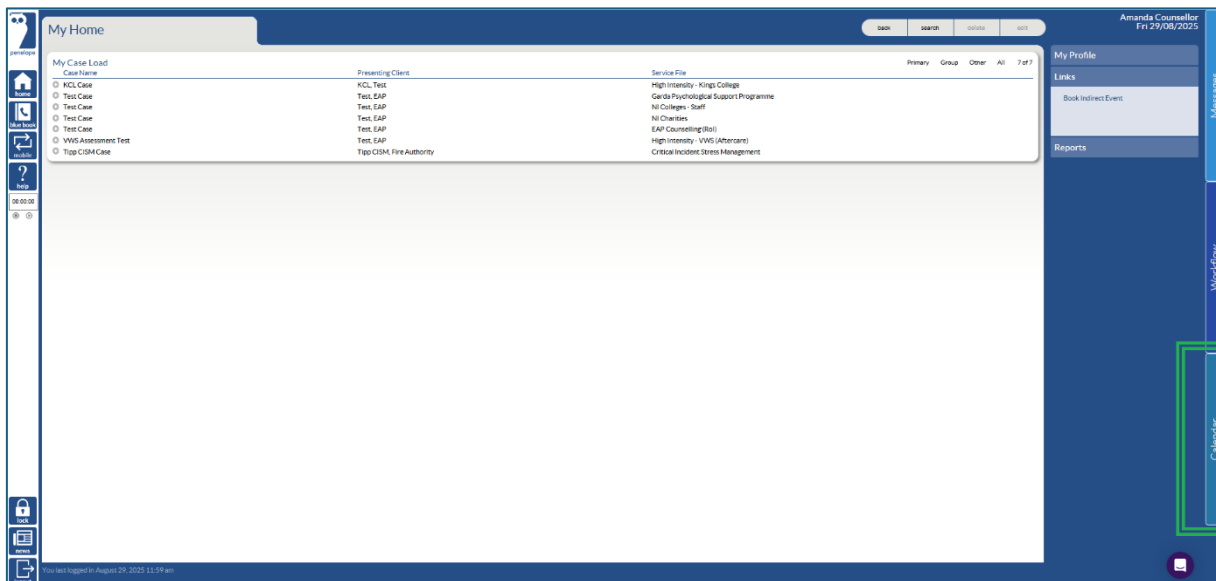 My Home
back search delete edit
Amanda Counsellor
Fri 29/08/2025
penelope
home
blue book
mobile
help
00:00:00
My Case Load Primary Group Other All 7 of 7
Case Name Presenting Client Service File
KCL Case KCL, Test High Intensity - Kings College
Test Case Test, EAP Garda Psychological Support Programme
Test Case Test, EAP NI Colleges - Staff
Test Case Test, EAP NI Charities
Test Case Test, EAP EAP Counselling (RoI)
VWS Assessment Test Test, EAP High Intensity - VWS (Aftercare)
Tipp CISM Case Tipp CISM, Fire Authority Critical Incident Stress Management
My Profile
Links
Book Indirect Event
Reports
Messages
Workflow
Calendar
lock
news
You last logged in August 29, 2025 11:59 am